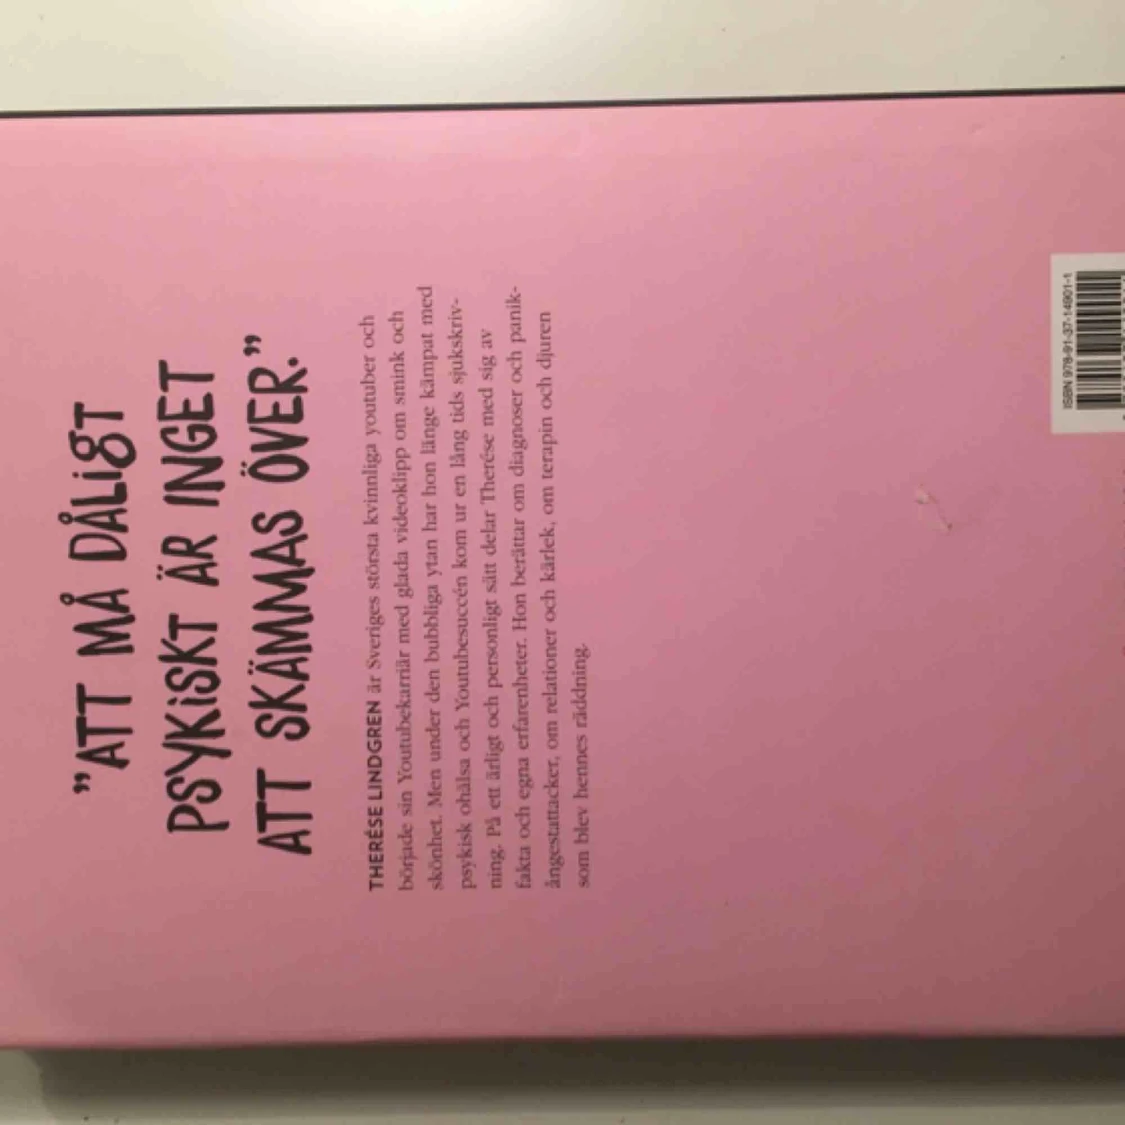 ”ATT MÅ DÅLiGT
PSYKiSKT ÄR INGET
ATT SKÄMMAS ÖVER.”
THERÉSE LINDGREN är Sveriges största kvinnliga youtuber och
började sin Youtubekarriär med glada videoklipp om smink och
skönhet. Men under den bubbliga ytan har hon länge kämpat med
psykisk ohälsa och Youtubesuccén kom ur en lång tids sjukskriv-
ning. På ett ärligt och personligt sätt delar Therése med sig av
fakta och egna erfarenheter. Hon berättar om diagnoser och panik-
ångestattacker, om relationer och kärlek, om terapin och djuren
som blev hennes räddning.
ISBN 978-91-37-14901-1